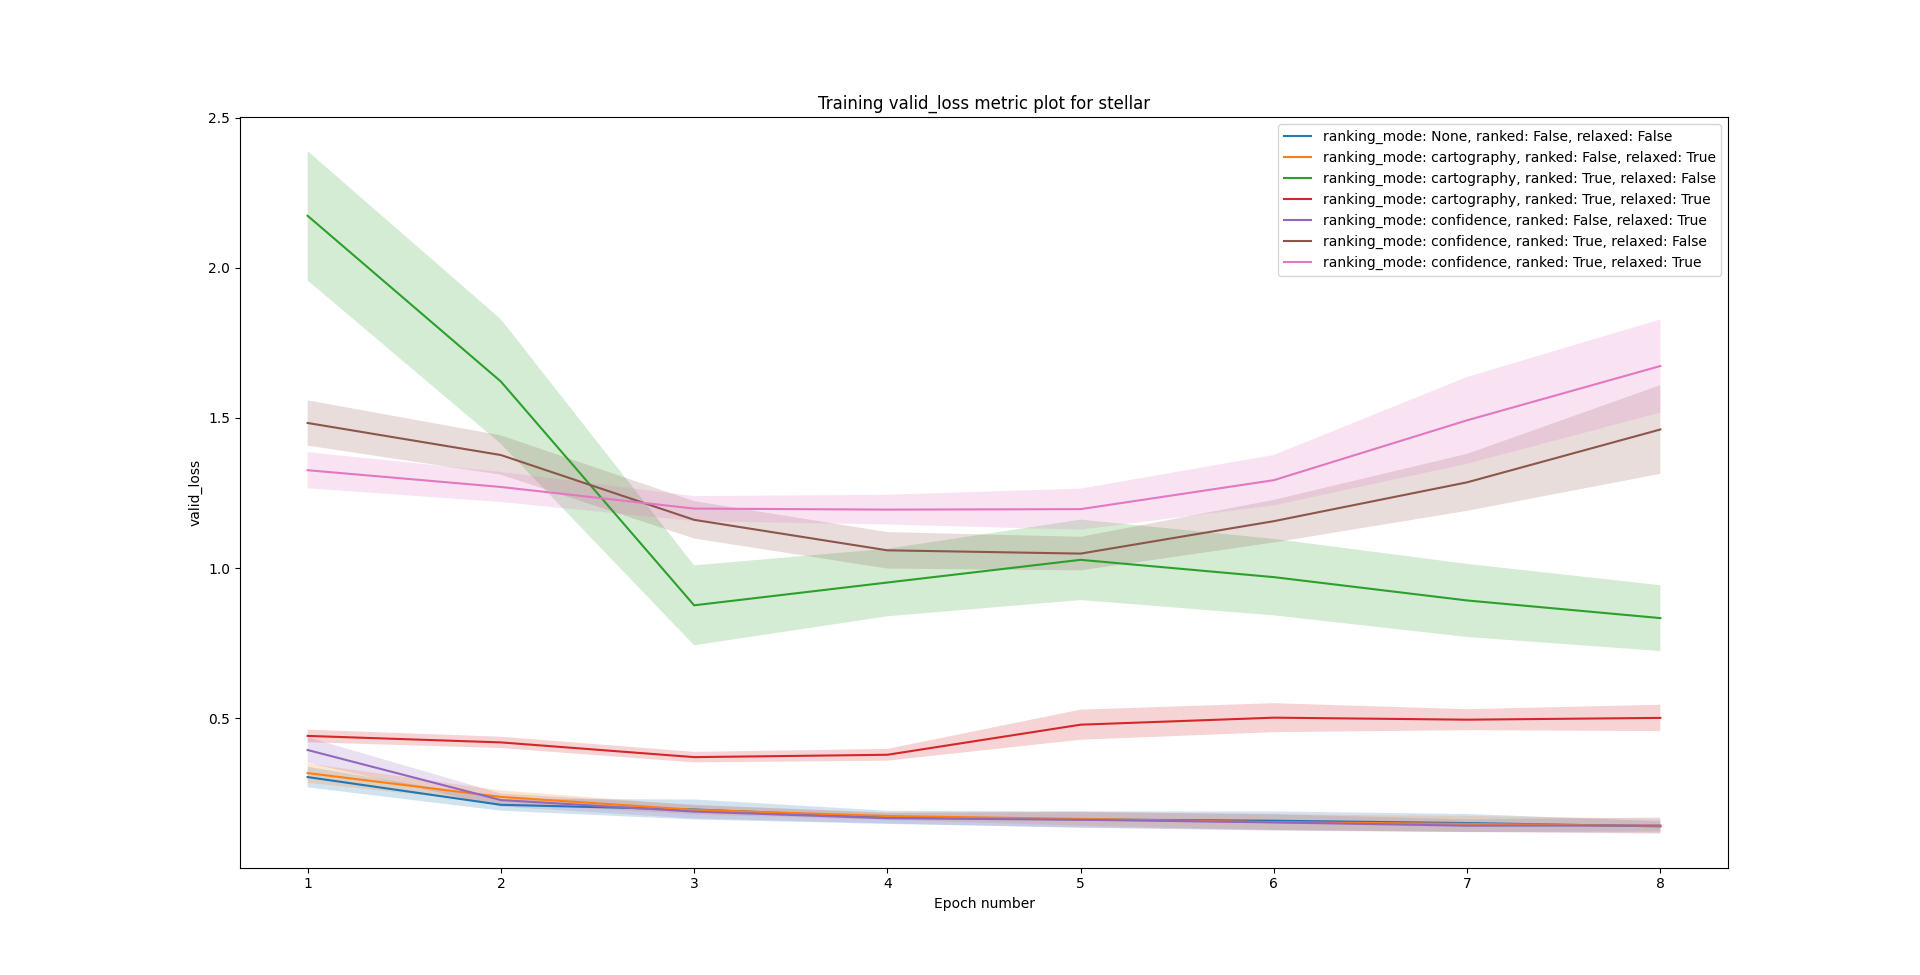 Training valid_loss metric plot for stellar
2.5
2.0
1.5
1.0
0.5
valid_loss
ranking_mode: None, ranked: False, relaxed: False
ranking_mode: cartography, ranked: False, relaxed: True
ranking_mode: cartography, ranked: True, relaxed: False
ranking_mode: cartography, ranked: True, relaxed: True
ranking_mode: confidence, ranked: False, relaxed: True
ranking_mode: confidence, ranked: True, relaxed: False
ranking_mode: confidence, ranked: True, relaxed: True
1 2 3 4 5 6 7 8
Epoch number